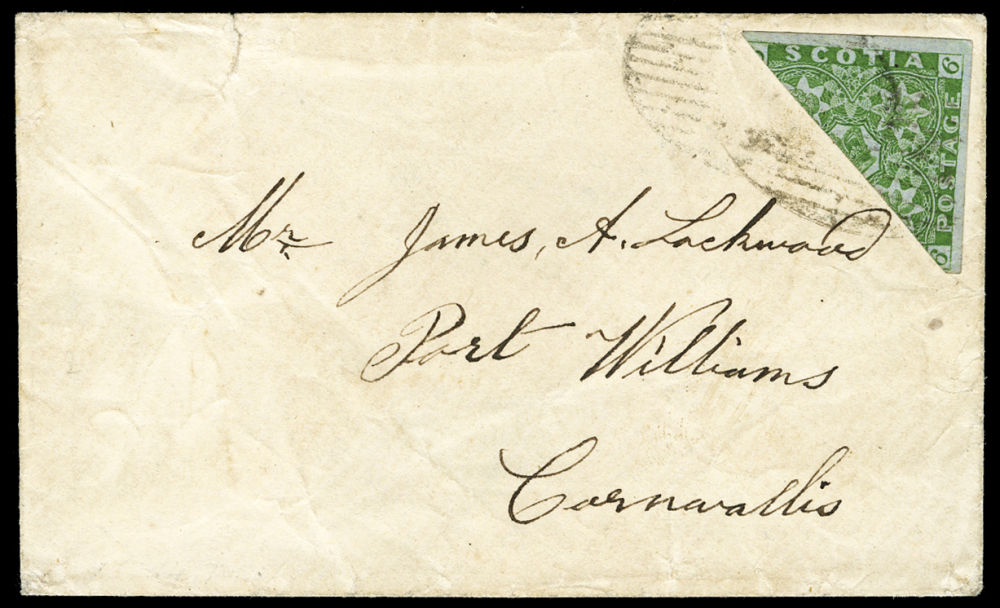 SCOTIA
6
POSTAGE
6
Mr. James, A. Lockwood
Port Williams
Cornwallis